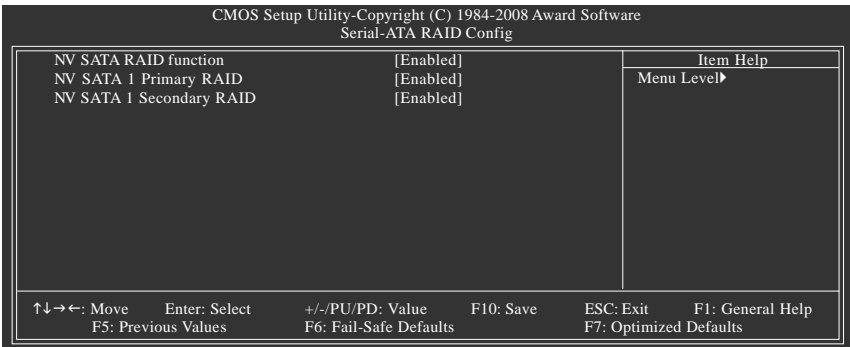 CMOS Setup Utility-Copyright (C) 1984-2008 Award Software
Serial-ATA RAID Config
NV SATA RAID function [Enabled]
NV SATA 1 Primary RAID [Enabled]
NV SATA 1 Secondary RAID [Enabled]
Item Help
Menu Level▶
↑↓→←: Move Enter: Select +/-/PU/PD: Value F10: Save ESC: Exit F1: General Help
F5: Previous Values F6: Fail-Safe Defaults F7: Optimized Defaults